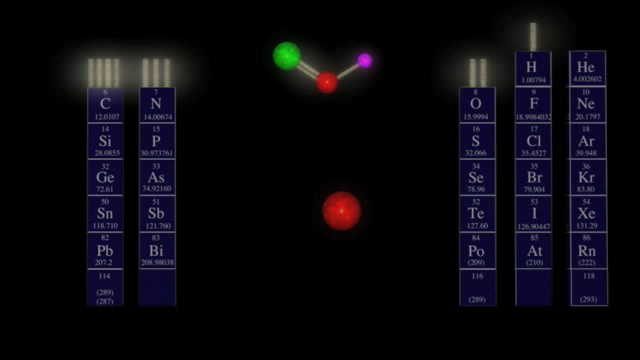 6
C
12.0107
14
Si
28.0855
32
Ge
72.61
50
Sn
118.710
82
Pb
207.2
114
(289)
(287)
7
N
14.00674
15
P
30.973761
33
As
74.92160
51
Sb
121.760
83
Bi
208.98038
8
O
15.9994
16
S
32.066
34
Se
78.96
52
Te
127.60
84
Po
(209)
116
(289)
1
H
1.00794
9
F
18.9984032
17
Cl
35.4527
35
Br
79.904
53
I
126.90447
85
At
(210)
2
He
4.002602
10
Ne
20.1797
18
Ar
39.948
36
Kr
83.80
54
Xe
131.29
86
Rn
(222)
118
(293)